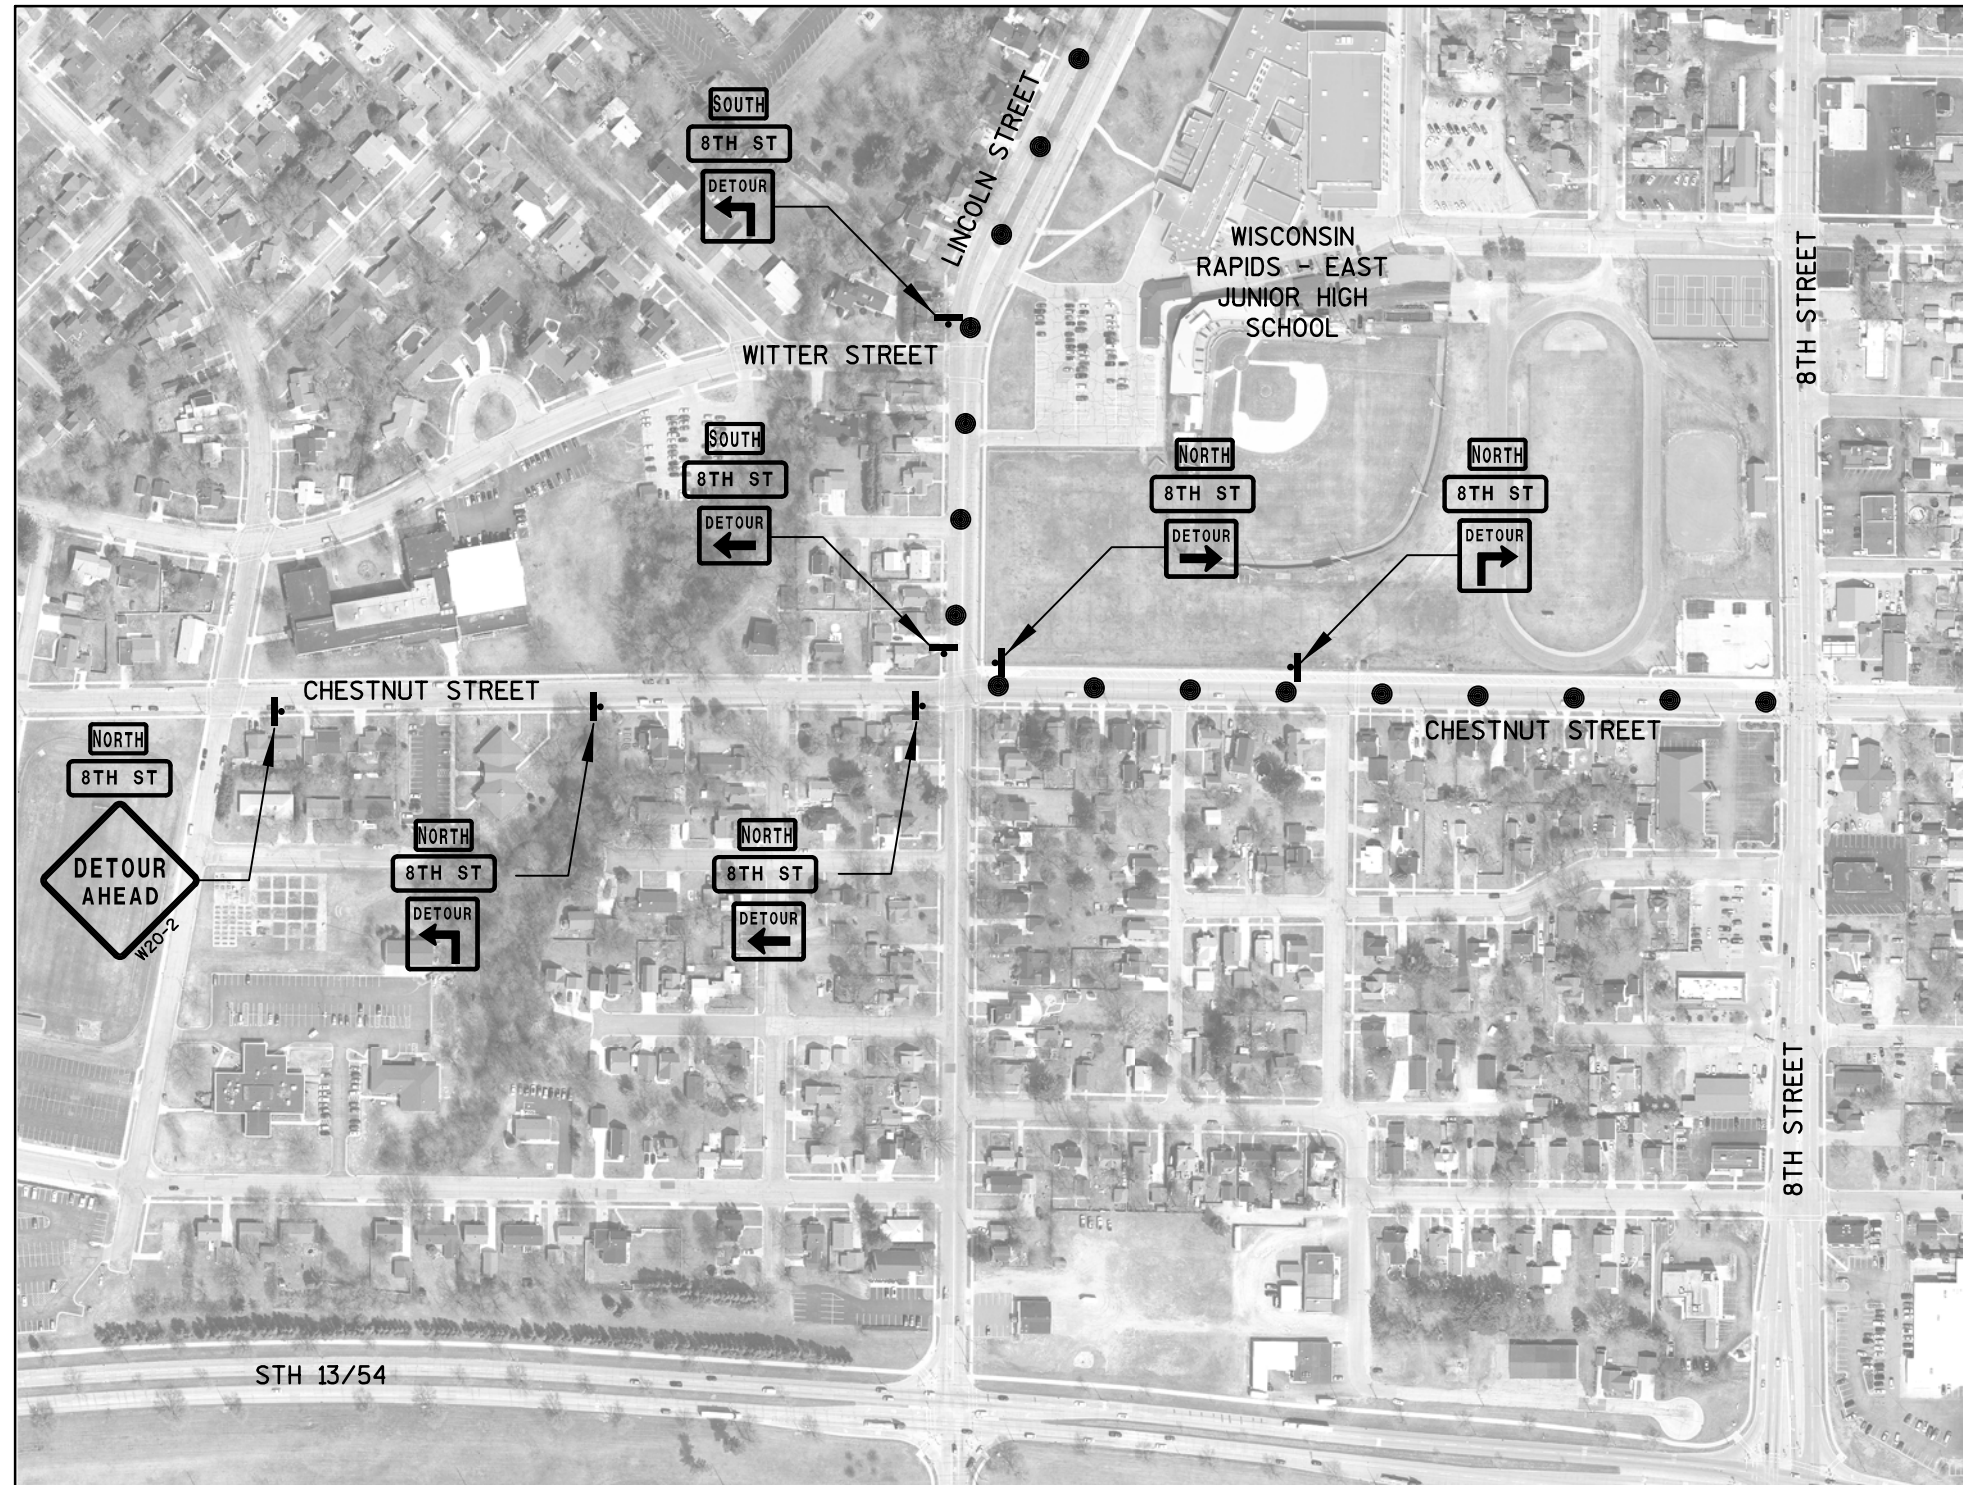 SOUTH
8TH ST
DETOUR
LINCOLN STREET
WISCONSIN
RAPIDS - EAST
JUNIOR HIGH
SCHOOL
8TH STREET
WITTER STREET
SOUTH
8TH ST
DETOUR
NORTH
8TH ST
DETOUR
NORTH
8TH ST
DETOUR
CHESTNUT STREET
CHESTNUT STREET
NORTH
8TH ST
DETOUR
AHEAD
W20-2
NORTH
8TH ST
DETOUR
NORTH
8TH ST
DETOUR
8TH STREET
STH 13/54